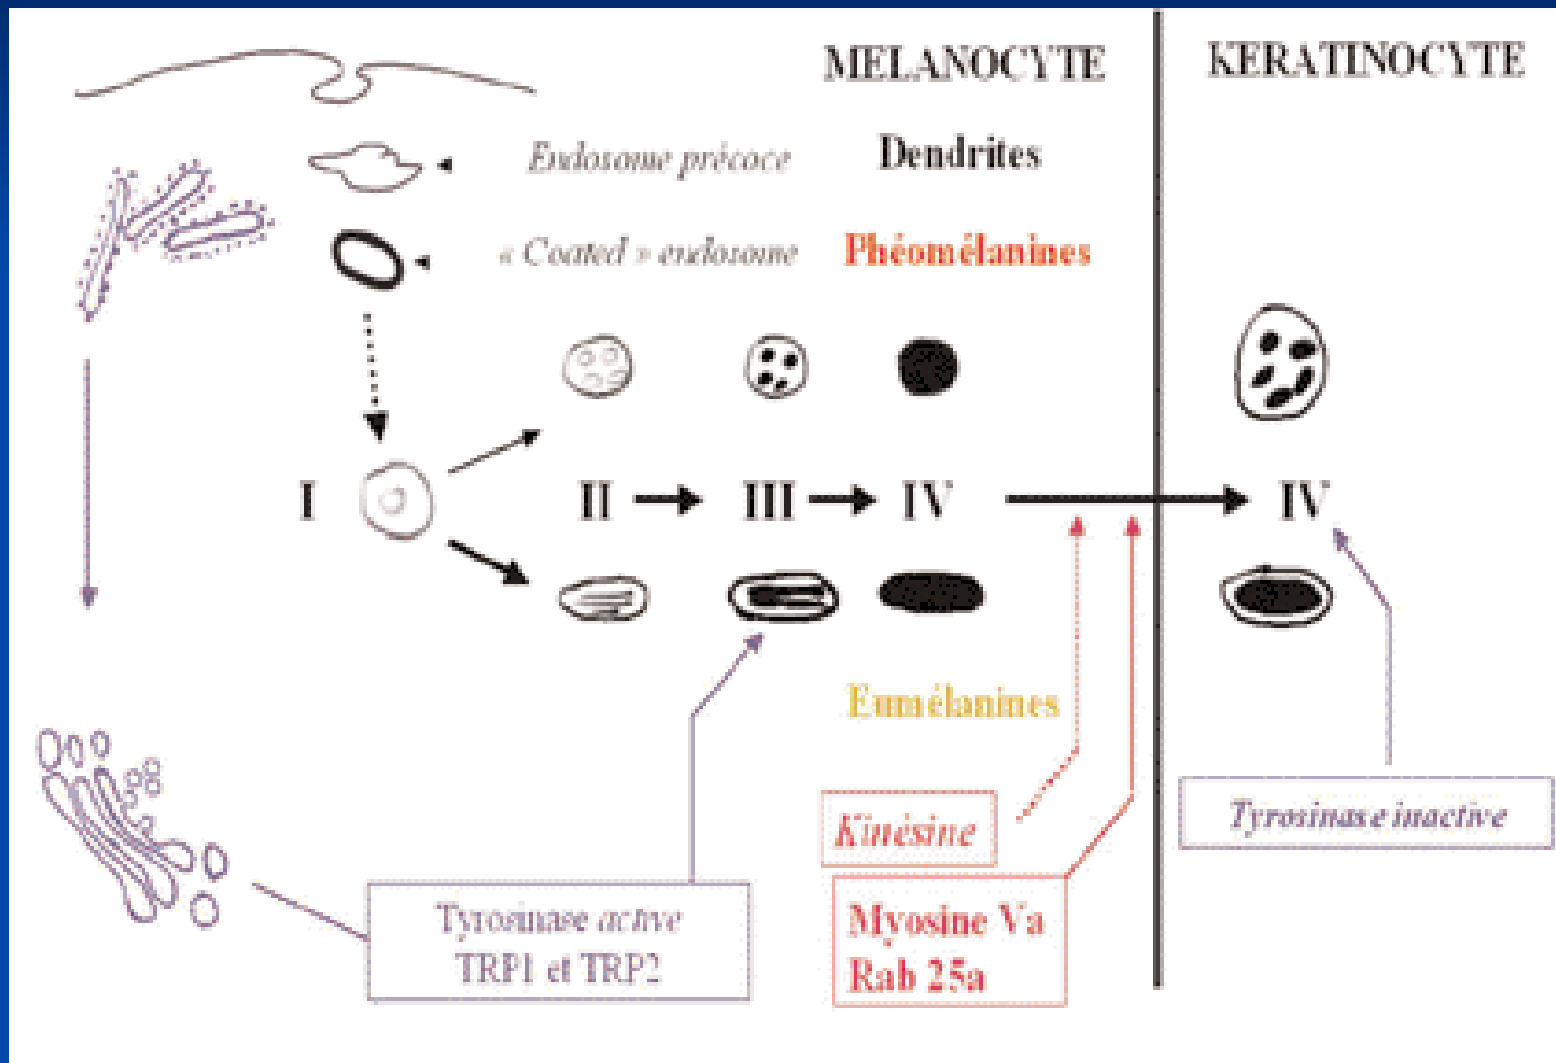 MELANOCYTE
KERATINOCYTE
Endosome précoce
Dendrites
« Coated » endosome
Phéomélanines
I
II
III
IV
IV
Eumélanines
Kinésine
Tyrosinase inactive
Tyrosinase active
TRP1 et TRP2
Myosine Va
Rab 25a